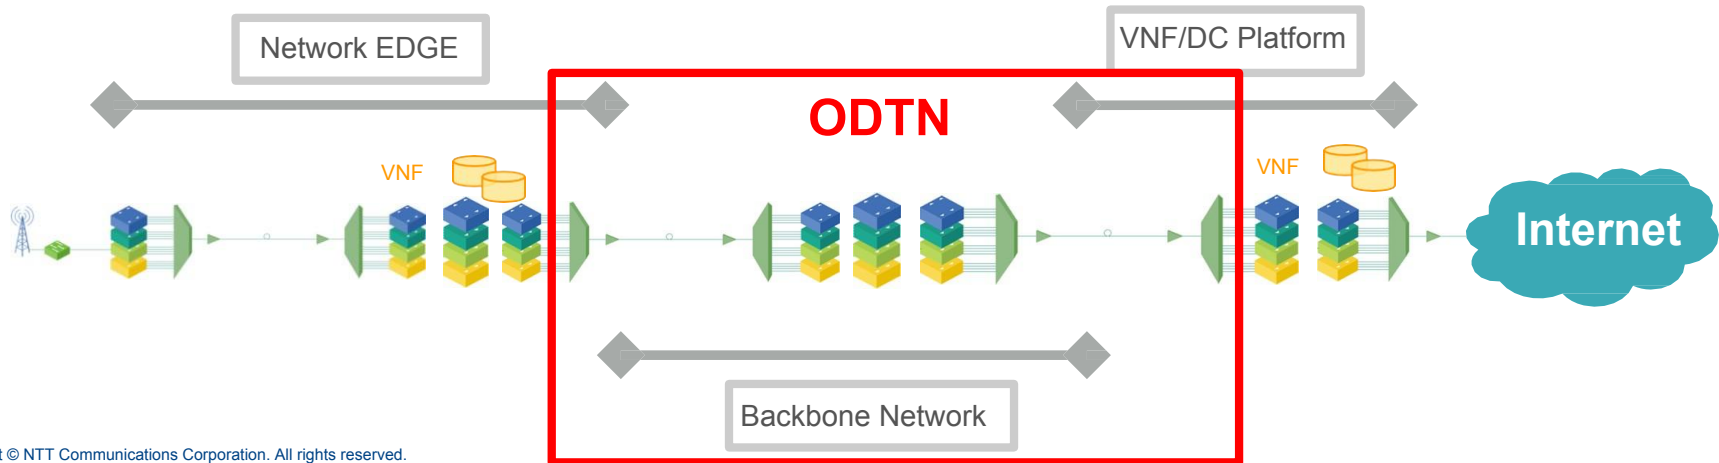 Network EDGE
VNF/DC Platform
ODTN
VNF
VNF
Internet
Backbone Network
t © NTT Communications Corporation. All rights reserved.